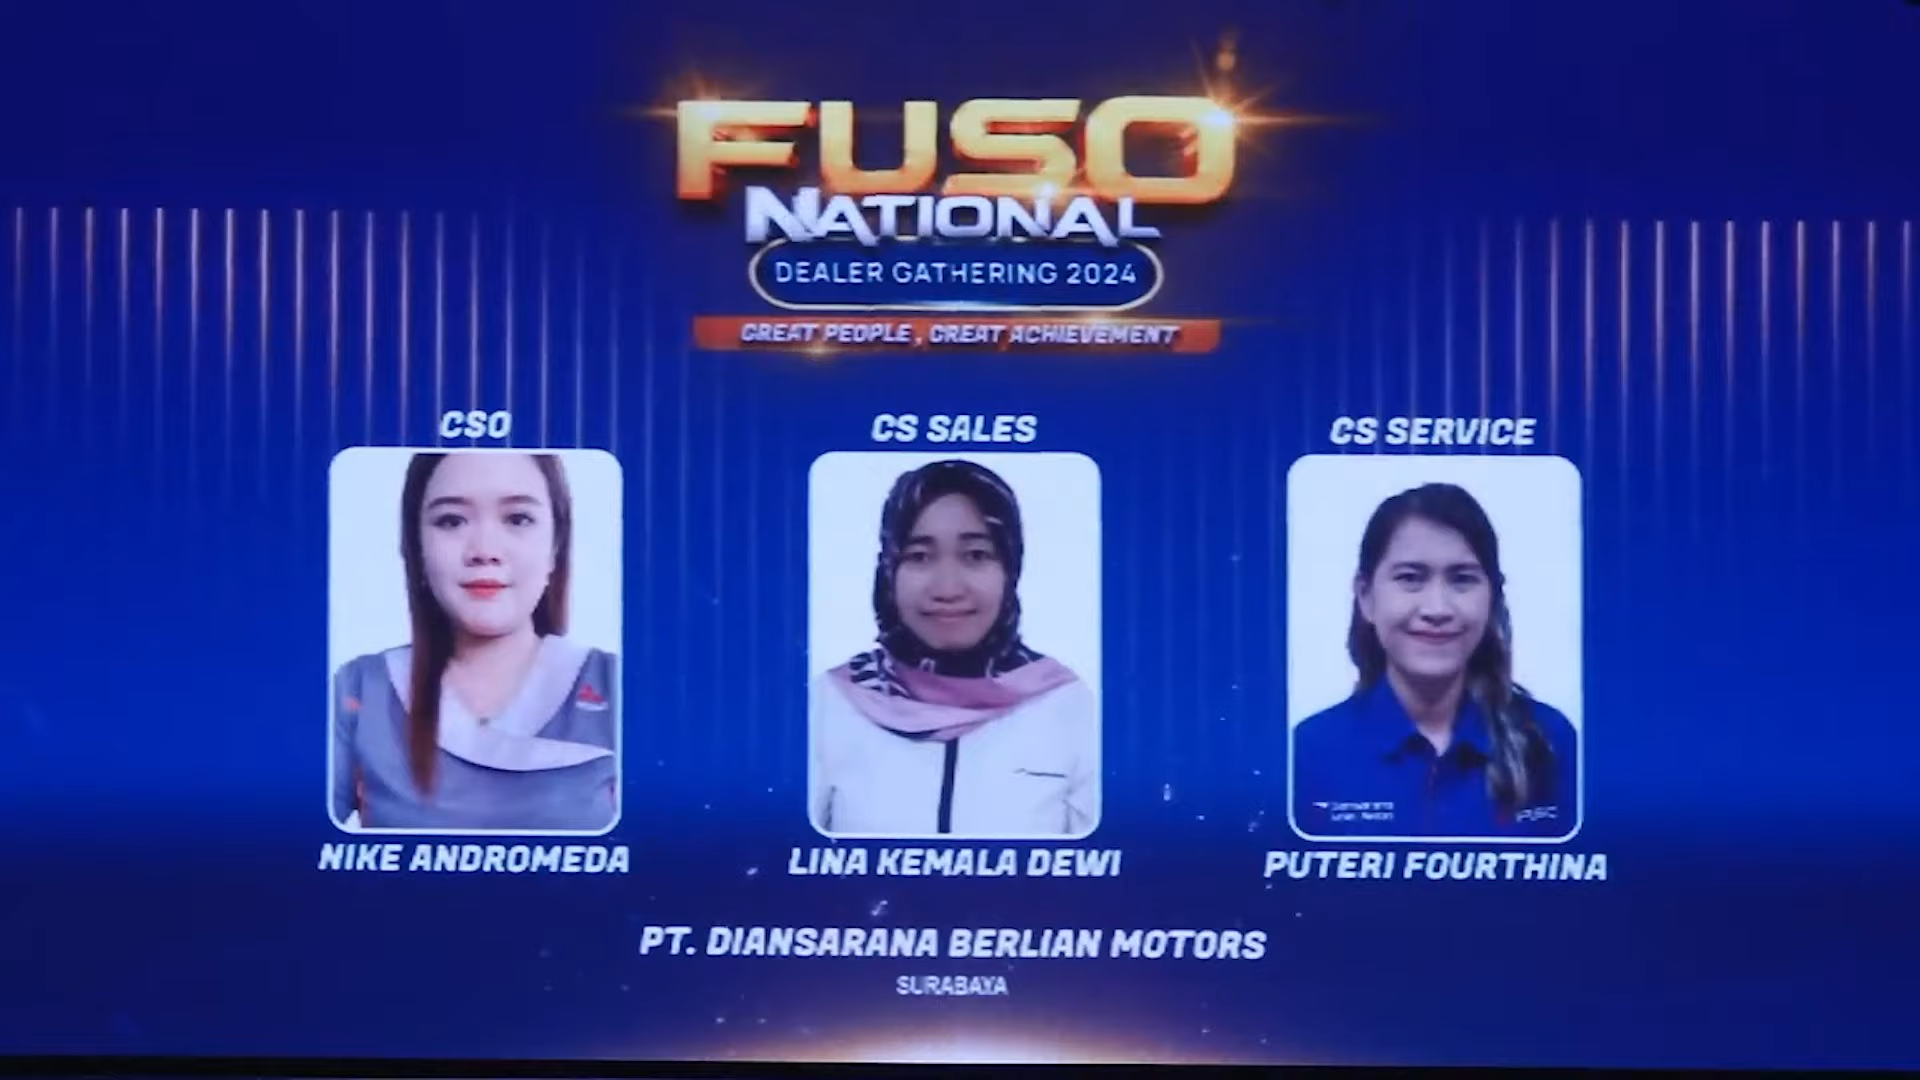 FUSO
NATIONAL
DEALER GATHERING 2024
GREAT PEOPLE, GREAT ACHIEVEMENT
CSO
CS SALES
CS SERVICE
NIKE ANDROMEDA
LINA KEMALA DEWI
PUTERI FOURTHINA
PT. DIANSARANA BERLIAN MOTORS
SURABAYA